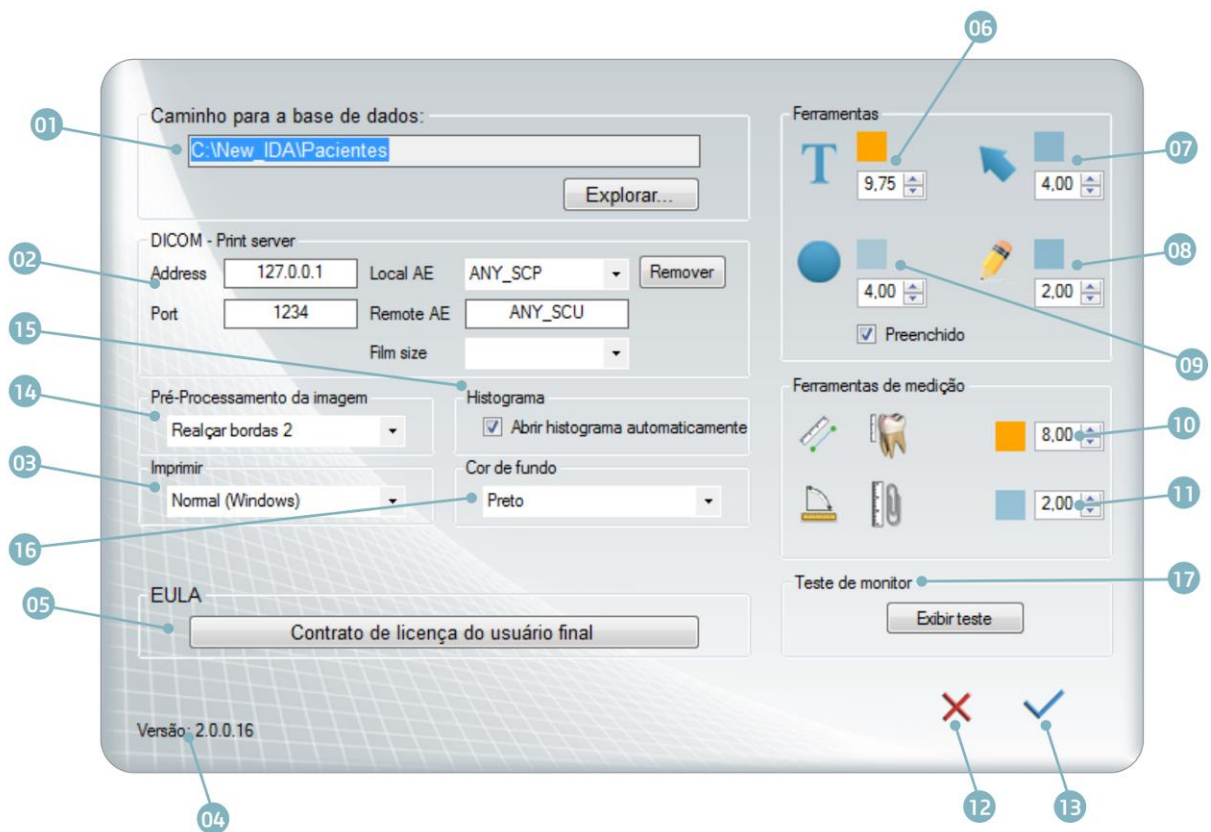 06
Caminho para a base de dados:
01
C:\New_IDA\Pacientes
Explorar...
Ferramentas
T
9,75
4,00
07
DICOM - Print server
02
Address
127.0.0.1
Local AE
ANY_SCP
Remover
Port
1234
Remote AE
ANY_SCU
15
Film size
4,00
2,00
08
Preenchido
09
14
Pré-Processamento da imagem
Realçar bordas 2
Histograma
Abrir histograma automaticamente
Ferramentas de medição
8,00
10
03
Imprimir
Normal (Windows)
Cor de fundo
Preto
2,00
11
16
EULA
05
Contrato de licença do usuário final
Teste de monitor
17
Exibir teste
Versão: 2.0.0.16
04
12
13